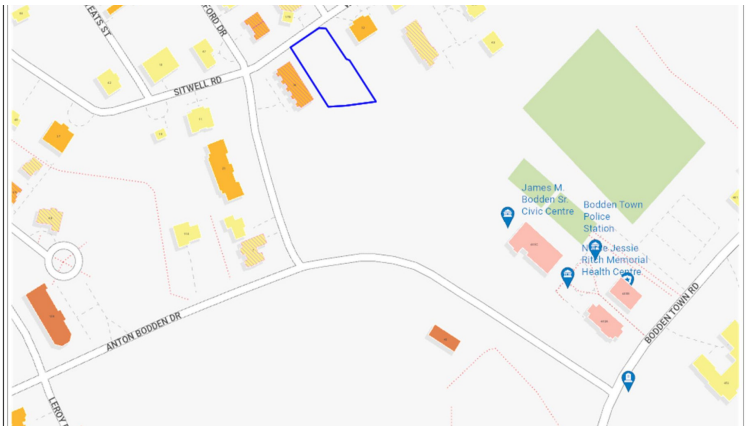 EATS ST
FORD DR
SITWELL RD
James M.
Bodden Sr.
Civic Centre
Bodden Town
Police
Station
Jessie
Ritch Memorial
Health Centre
BODDEN TOWN RD
ANTON BODDEN DR
LEROY